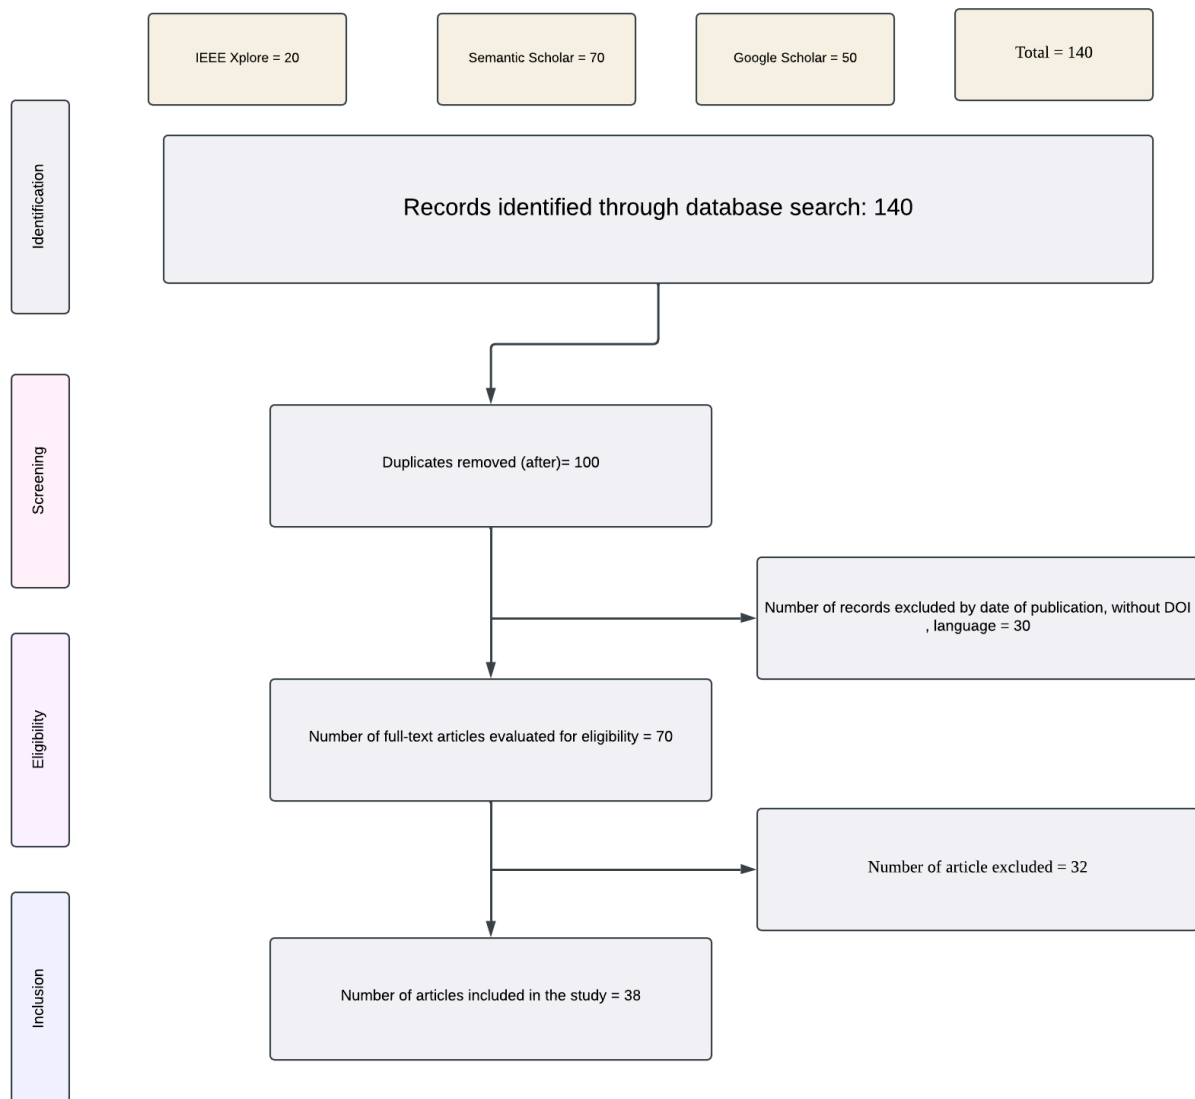 IEEE Xplore = 20
Semantic Scholar = 70
Google Scholar = 50
Total = 140
Identification
Records identified through database search: 140
Screening
Duplicates removed (after)= 100
Number of records excluded by date of publication, without DOI
, language = 30
Eligibility
Number of full-text articles evaluated for eligibility = 70
Number of article excluded = 32
Inclusion
Number of articles included in the study = 38